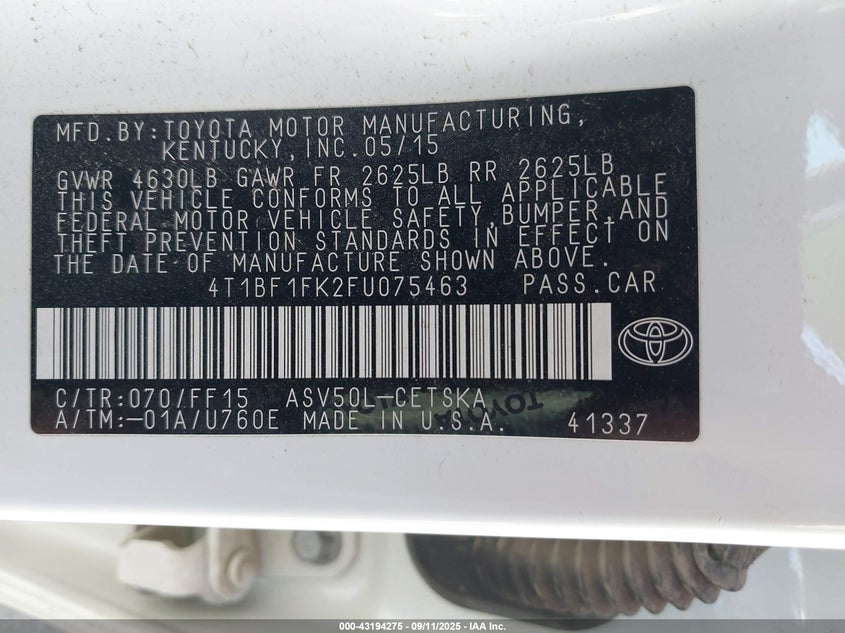 MFD.BY:TOYOTA MOTOR MANUFACTURING,
KENTUCKY,INC.05/15
GVWR 4630LB GAWR FR 2625LB RR 2625LB
THIS VEHICLE CONFORMS TO ALL APPLICABLE
FEDERAL MOTOR VEHICLE SAFETY,BUMPER,AND
THEFT PREVENTION STANDARDS IN EFFECT ON
THE DATE OF MANUFACTURE SHOWN ABOVE.
4T1BF1FK2FU075463 PASS.CAR
C/TR:070/FF15 ASV50L-CETSKA
TOYOTA
A/TM:-01A/U760E MADE IN U.S.A. 41337
000-43194275 - 09/11/2025 - IAA Inc.